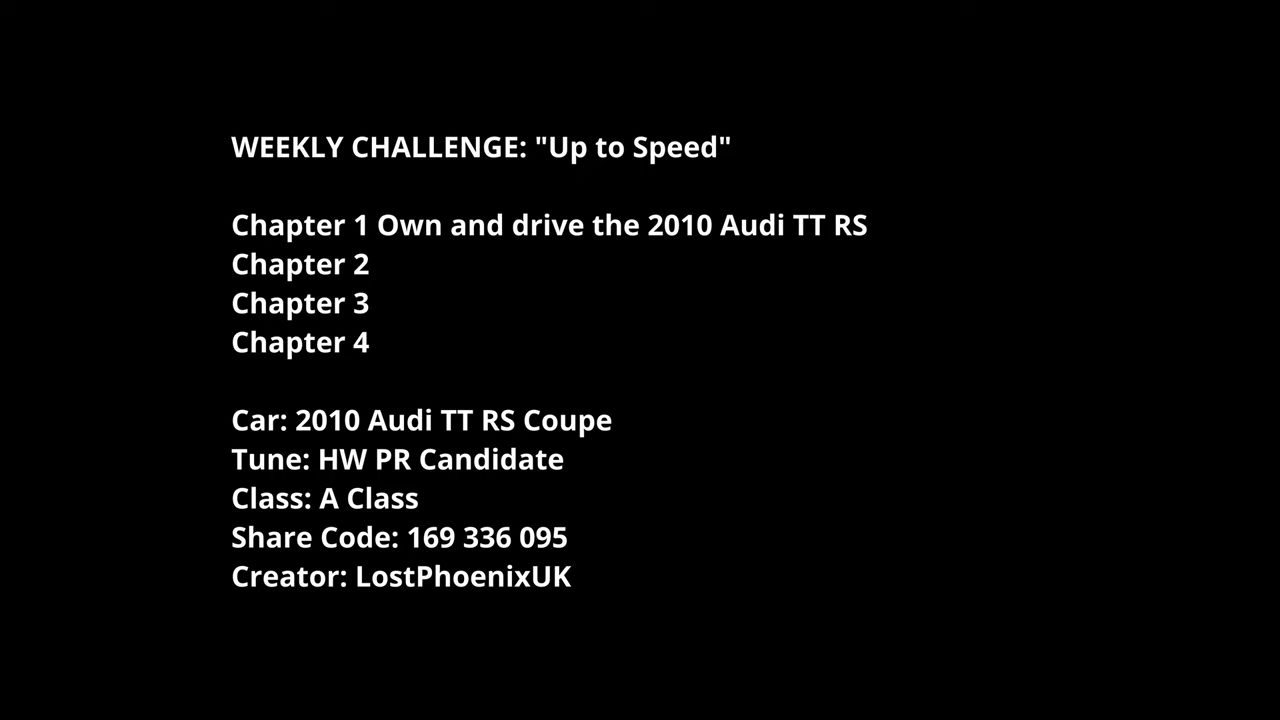 WEEKLY CHALLENGE: "Up to Speed"
Chapter 1 Own and drive the 2010 Audi TT RS
Chapter 2
Chapter 3
Chapter 4
Car: 2010 Audi TT RS Coupe
Tune: HW PR Candidate
Class: A Class
Share Code: 169 336 095
Creator: LostPhoenixUK